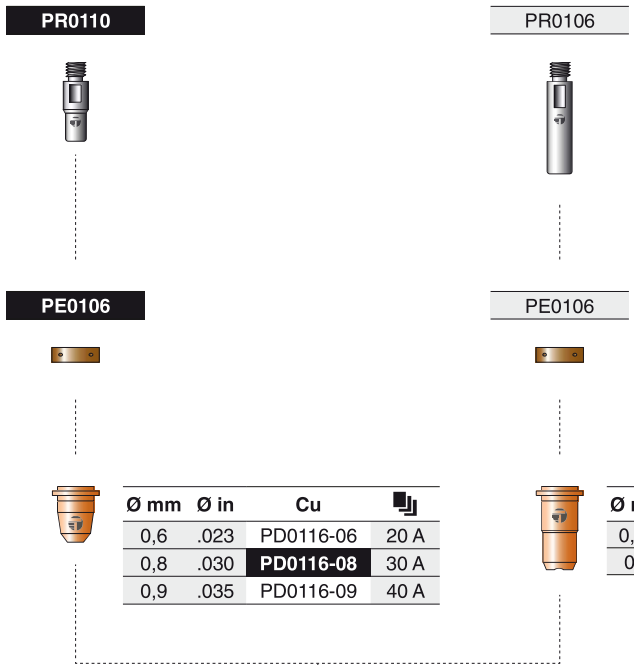 PR0110
PR0106
PE0106
PE0106
Ø mm Ø in Cu
0,6 .023 PD0116-06 20 A
0,8 .030 PD0116-08 30 A
0,9 .035 PD0116-09 40 A
Ø